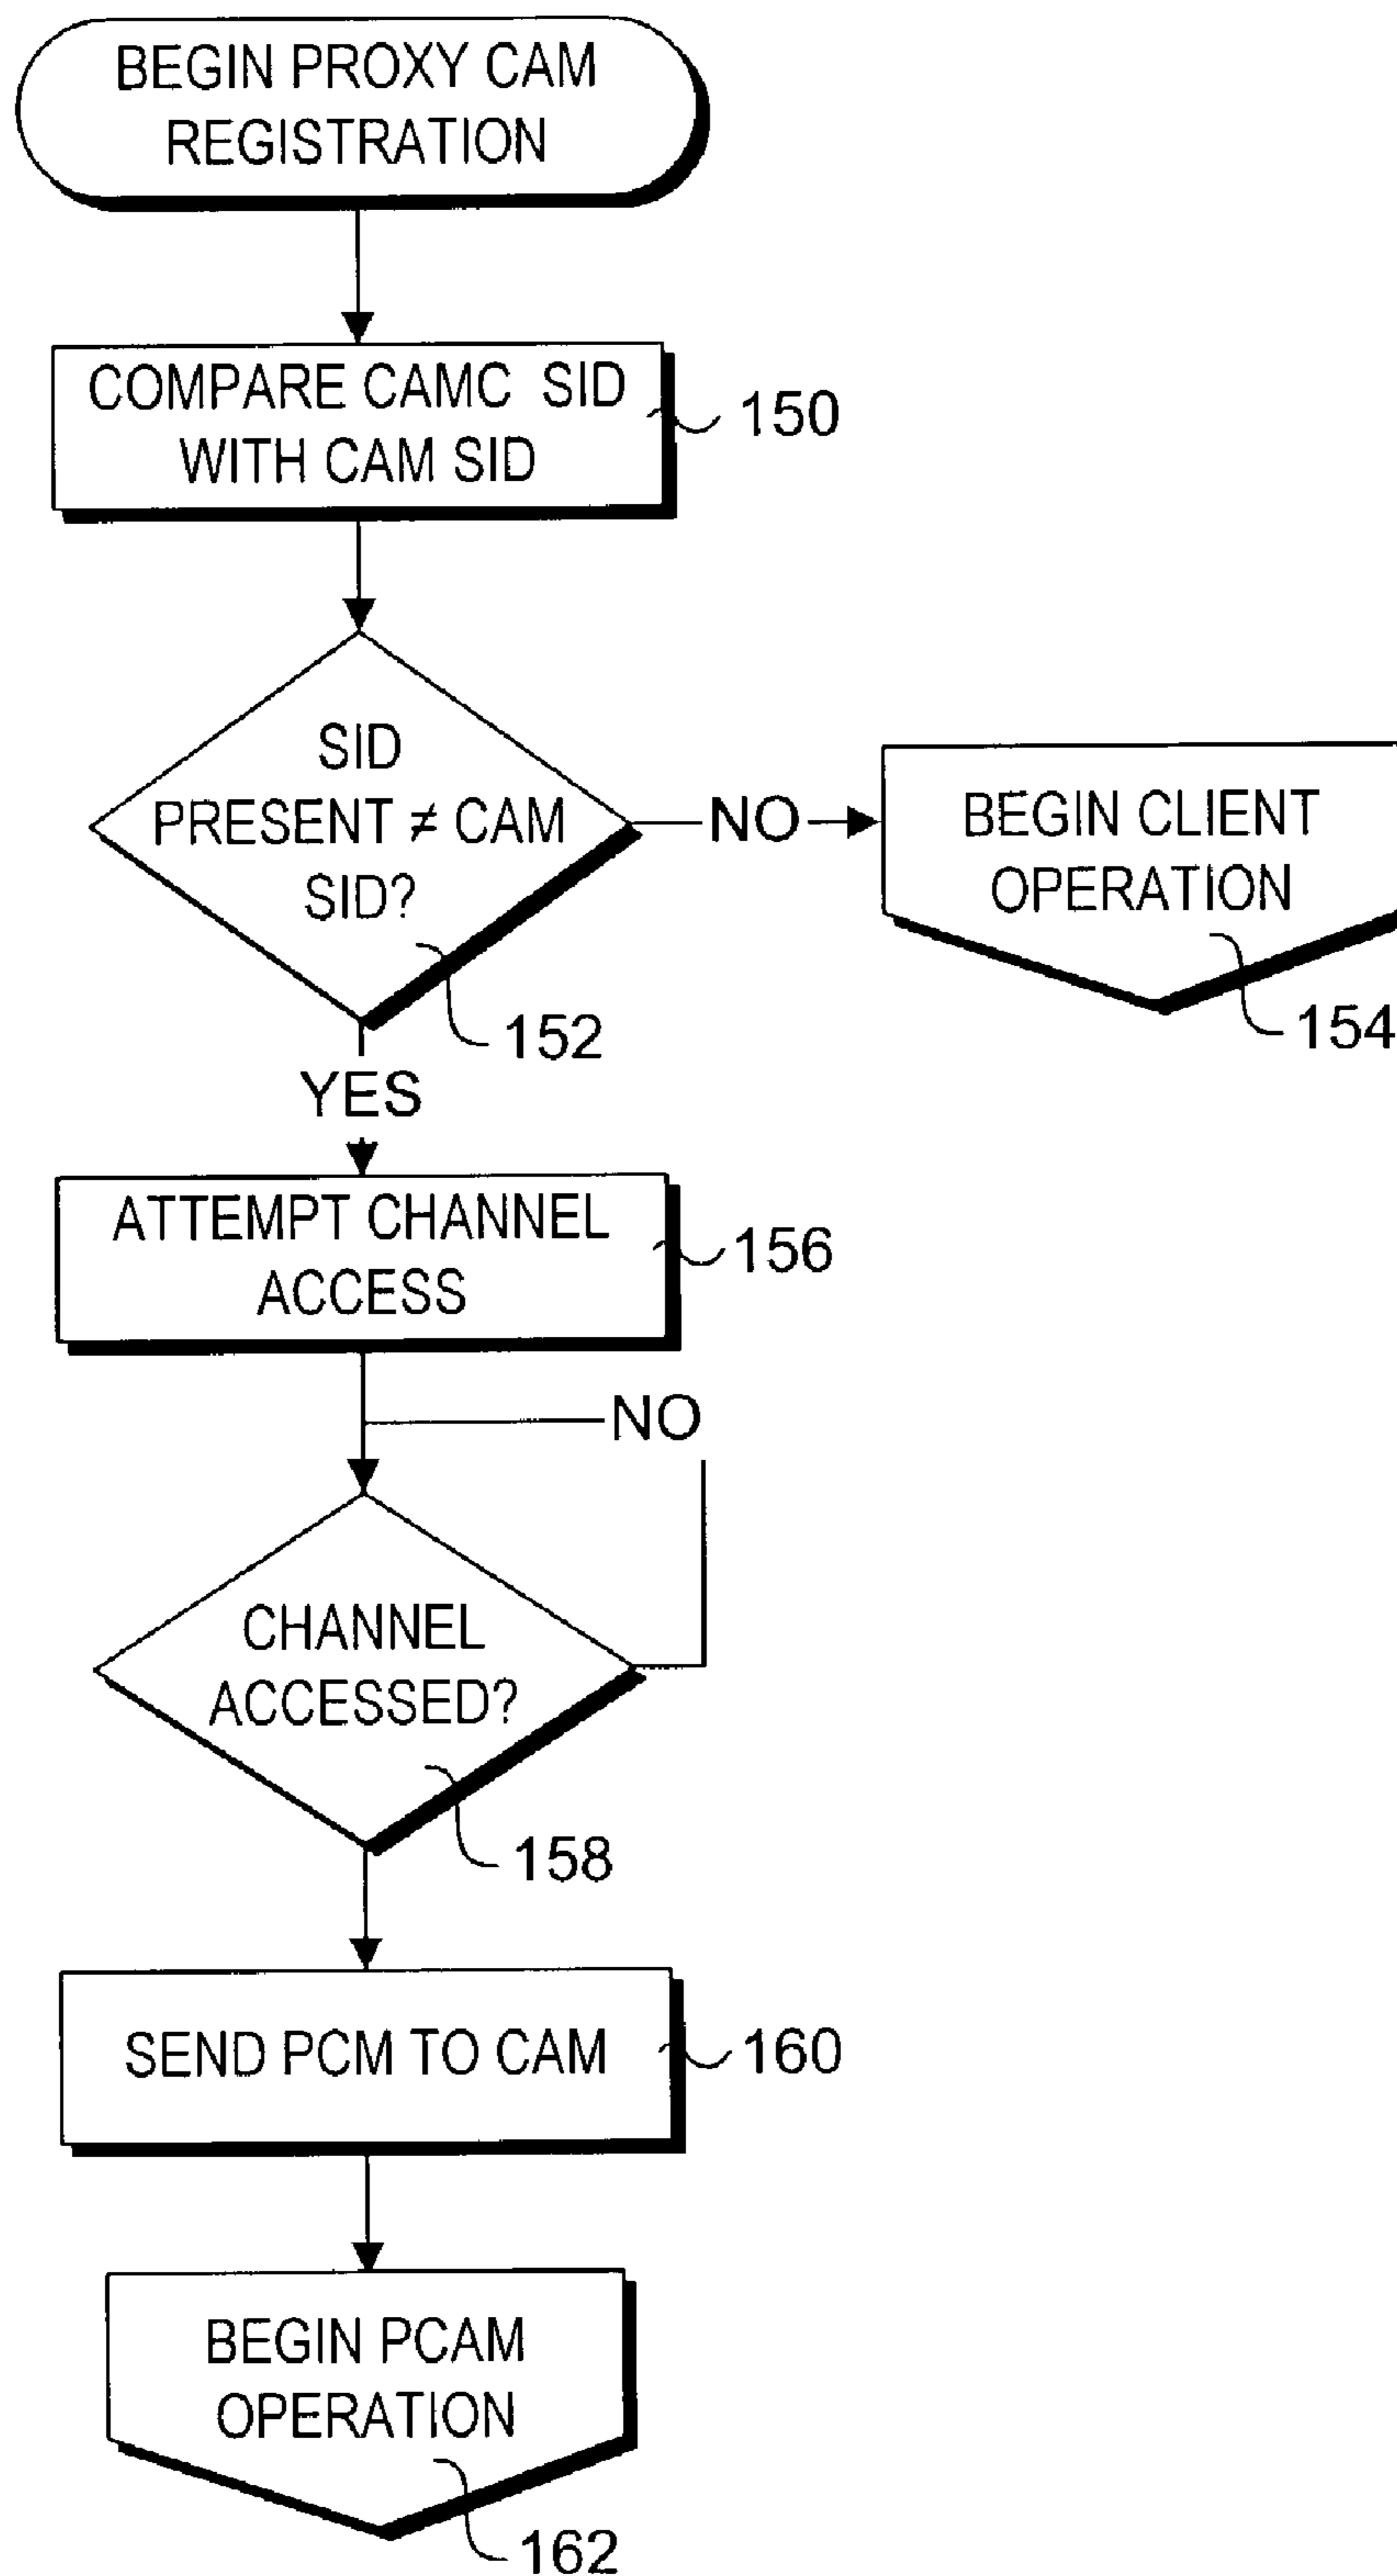 BEGIN PROXY CAM
REGISTRATION
COMPARE CAMC SID
WITH CAM SID
150
SID
PRESENT ≠ CAM
SID?
NO
BEGIN CLIENT
OPERATION
152
154
YES
ATTEMPT CHANNEL
ACCESS
156
NO
CHANNEL
ACCESSED?
158
SEND PCM TO CAM
160
BEGIN PCAM
OPERATION
162